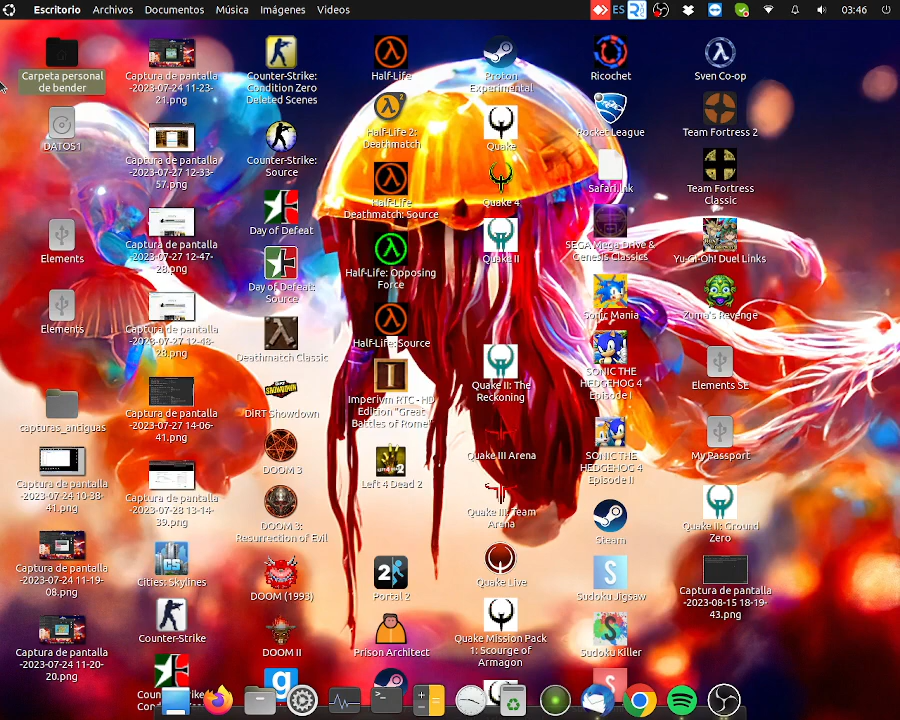 Escritorio Archivos Documentos Música Imágenes Videos
ES
03:46
Carpeta personal
de bender
DATOS1
Elements
Elements
capturas_antiguas
Captura de pantalla
-2023-07-24 10-38-
41.png
Captura de pantalla
-2023-07-24 11-19-
08.png
Captura de pantalla
-2023-07-24 11-20-
20.png
Captura de pantalla
-2023-07-24 11-23-
21.png
Captura de pantalla
-2023-07-27 12-33-
57.png
Captura de pantalla
-2023-07-27 12-47-
28.png
Captura de pantalla
-2023-07-27 12-48-
28.png
Captura de pantalla
-2023-07-27 14-06-
41.png
Captura de pantalla
-2023-07-28 13-14-
39.png
Cities: Skylines
Counter-Strike
Counter-Strike:
Condition Zero
Counter-Strike:
Condition Zero
Deleted Scenes
Counter-Strike:
Source
Day of Defeat
Day of Defeat:
Source
Deathmatch Classic
DiRT Showdown
DOOM 3
DOOM 3:
Resurrection of Evil
DOOM (1993)
DOOM II
Half-Life
Half-Life 2:
Deathmatch
Half-Life
Deathmatch: Source
Half-Life: Opposing
Force
Half-Life: Source
Imperivm RTC - HD
Edition "Great
Battles of Rome"
Left 4 Dead 2
Portal 2
Prison Architect
Proton
Experimental
Quake
Quake 4
Quake II
Quake II: The
Reckoning
Quake III Arena
Quake III: Team
Arena
Quake Live
Quake Mission Pack
1: Scourge of
Armagon
Ricochet
Rocket League
Safari.lnk
SEGA Mega Drive &
Genesis Classics
Sonic Mania
SONIC THE
HEDGEHOG 4
Episode I
SONIC THE
HEDGEHOG 4
Episode II
Steam
Sudoku Jigsaw
Sudoku Killer
Sven Co-op
Team Fortress 2
Team Fortress
Classic
Yu-Gi-Oh! Duel Links
Zuma's Revenge
Elements SE
My Passport
Quake II: Ground
Zero
Captura de pantalla
-2023-08-15 18-19-
43.png